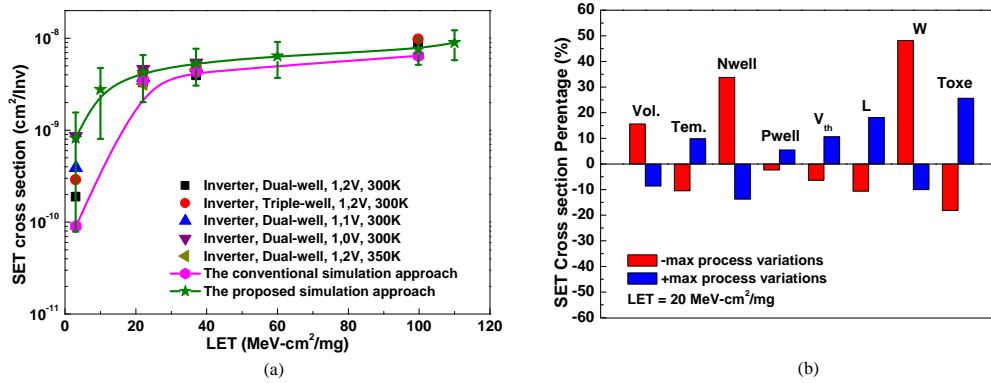 (a)
SET cross section (cm²/Inv)
10⁻⁸
10⁻⁹
10⁻¹⁰
10⁻¹¹
Inverter, Dual-well, 1,2V, 300K
Inverter, Triple-well, 1,2V, 300K
Inverter, Dual-well, 1,1V, 300K
Inverter, Dual-well, 1,0V, 300K
Inverter, Dual-well, 1,2V, 350K
The conventional simulation approach
The proposed simulation approach
0 20 40 60 80 100 120
LET (MeV-cm²/mg)
(a)
SET Cross section Perentage (%)
60
50
40
30
20
10
0
-10
-20
-30
-40
-50
-60
Vol.
Tem.
Nwell
Pwell
Vth
L
W
Toxe
-max process variations
+max process variations
LET = 20 MeV-cm²/mg
(b)